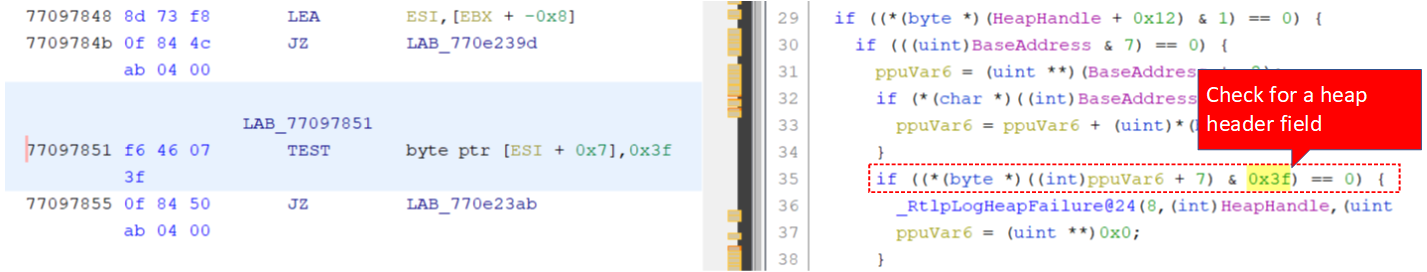 77097848 8d 73 f8 LEA ESI,[EBX + -0x8]
7709784b 0f 84 4c JZ LAB_770e239d
ab 04 00
LAB_77097851
77097851 f6 46 07 TEST byte ptr [ESI + 0x7],0x3f
3f
77097855 0f 84 50 JZ LAB_770e23ab
ab 04 00
29 if ((*(byte *)(HeapHandle + 0x12) & 1) == 0) {
30 if (((uint)BaseAddress & 7) == 0) {
31 ppuVar6 = (uint **)(BaseAddress
32 if (*(char *)((int)BaseAddress
33 ppuVar6 = ppuVar6 + (uint)*(
34 }
35 if ((*(byte *)((int)ppuVar6 + 7) & 0x3f) == 0) {
36 _RtlpLogHeapFailure@24(8,(int)HeapHandle,(uint
37 ppuVar6 = (uint **)0x0;
38 }
Check for a heap
header field